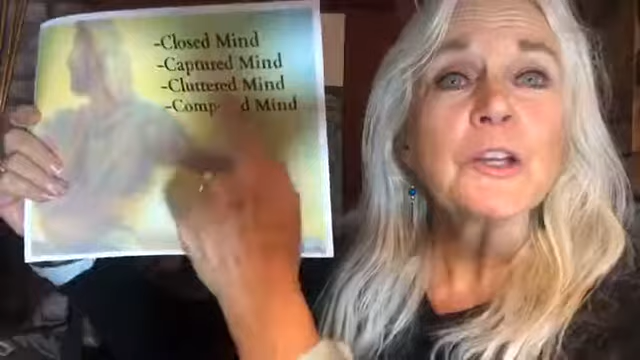 -Closed Mind
-Captured Mind
-Cluttered Mind
Mind